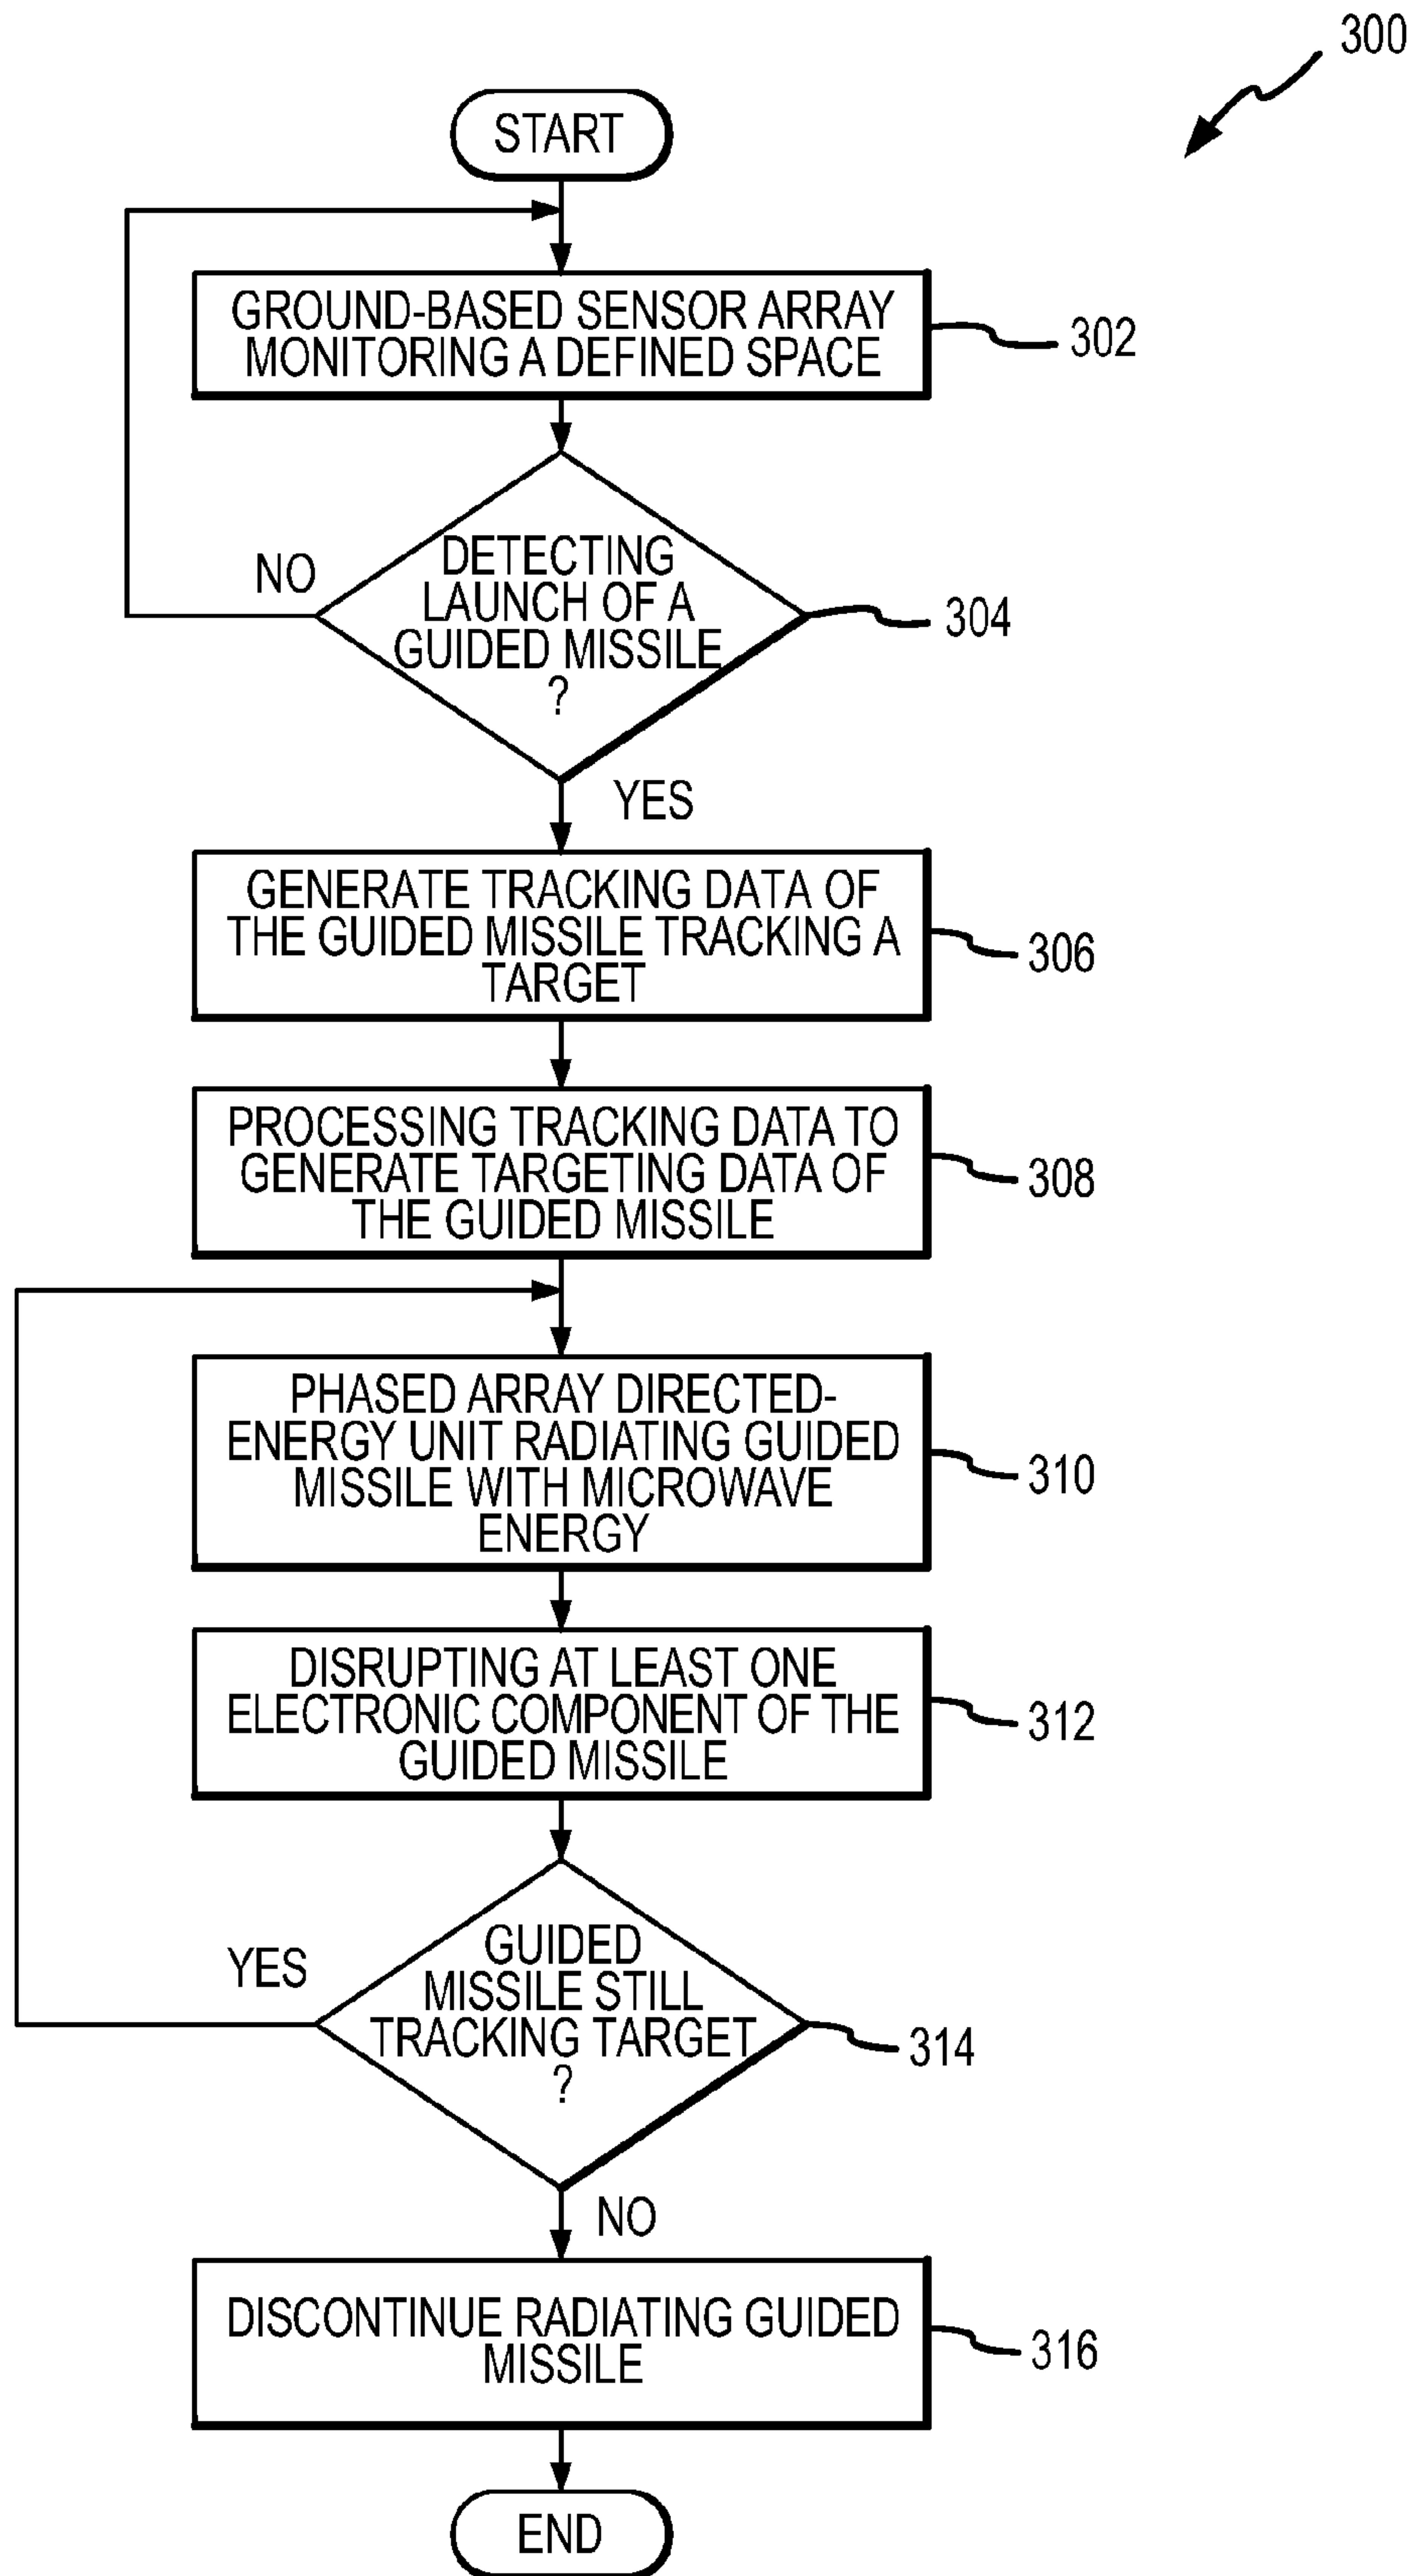 300
START
GROUND-BASED SENSOR ARRAY
MONITORING A DEFINED SPACE
302
DETECTING
LAUNCH OF A
GUIDED MISSILE
?
NO
304
YES
GENERATE TRACKING DATA OF
THE GUIDED MISSILE TRACKING A
TARGET
306
PROCESSING TRACKING DATA TO
GENERATE TARGETING DATA OF
THE GUIDED MISSILE
308
PHASED ARRAY DIRECTED-
ENERGY UNIT RADIATING GUIDED
MISSILE WITH MICROWAVE
ENERGY
310
DISRUPTING AT LEAST ONE
ELECTRONIC COMPONENT OF THE
GUIDED MISSILE
312
GUIDED
MISSILE STILL
TRACKING TARGET
?
YES
314
NO
DISCONTINUE RADIATING GUIDED
MISSILE
316
END